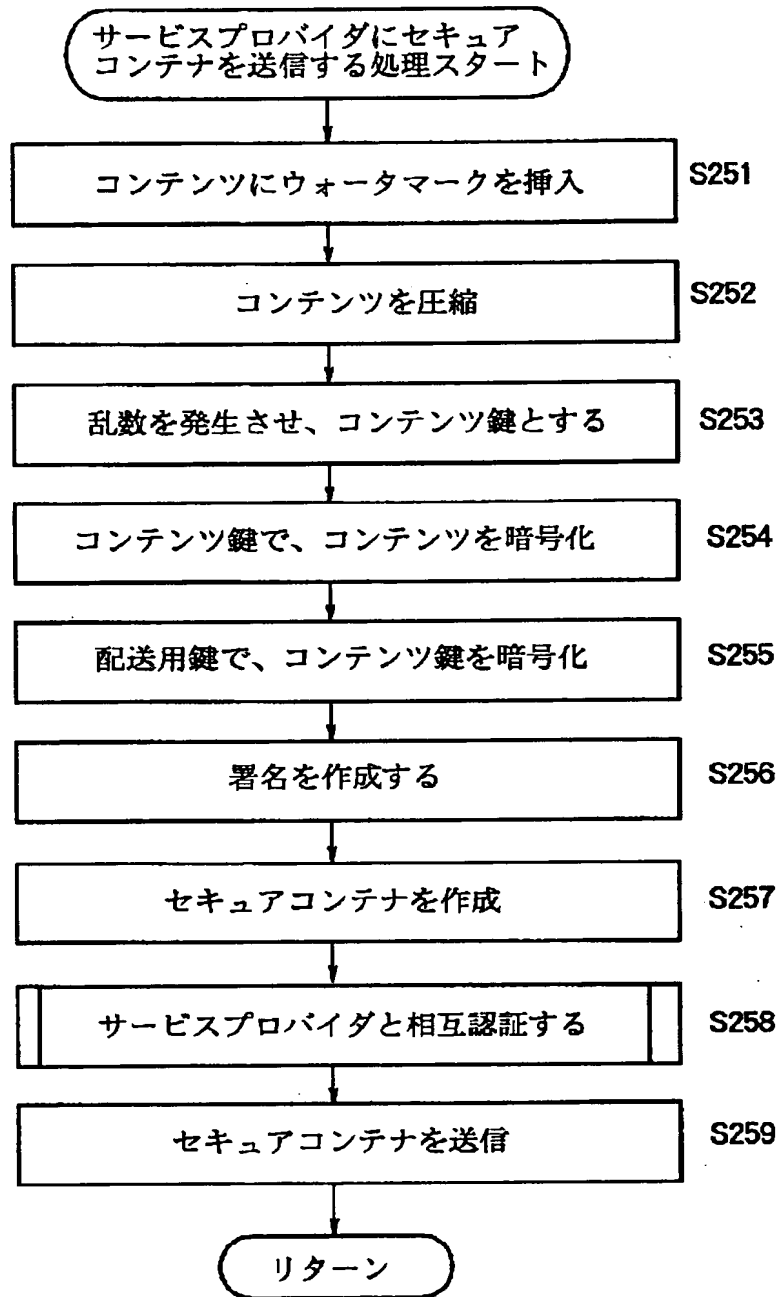 サービスプロバイダにセキュア
コンテナを送信する処理スタート
コンテンツにウォータマークを挿入
S251
コンテンツを圧縮
S252
乱数を発生させ、コンテンツ鍵とする
S253
コンテンツ鍵で、コンテンツを暗号化
S254
配送用鍵で、コンテンツ鍵を暗号化
S255
署名を作成する
S256
セキュアコンテナを作成
S257
サービスプロバイダと相互認証する
S258
セキュアコンテナを送信
S259
リターン